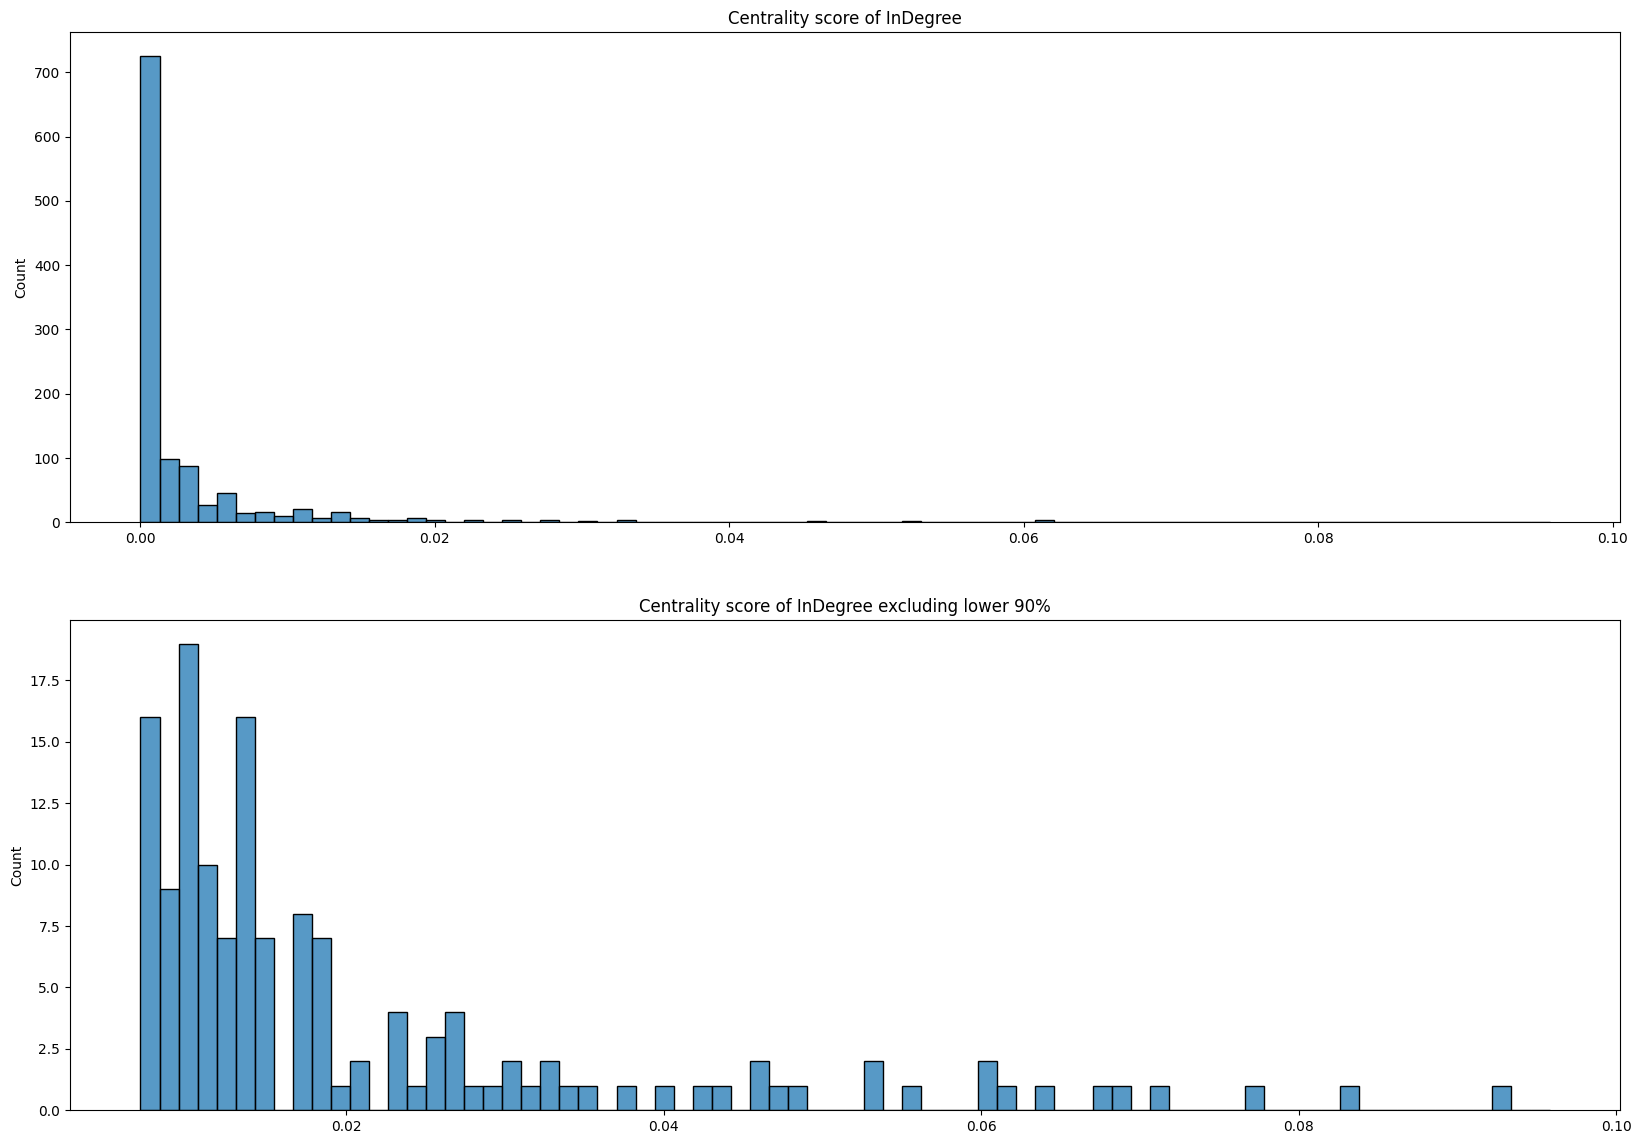 Centrality score of InDegree
700
600
500
400
300
200
100
0
Count
0.00 0.02 0.04 0.06 0.08 0.10
Centrality score of InDegree excluding lower 90%
17.5
15.0
12.5
10.0
7.5
5.0
2.5
0.0
Count
0.02 0.04 0.06 0.08 0.10